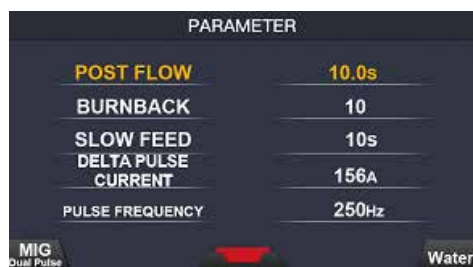 PARAMETER
POST FLOW 10.0s
BURNBACK 10
SLOW FEED 10s
DELTA PULSE
CURRENT 156A
PULSE FREQUENCY 250Hz
MIG
Dual Pulse
Water